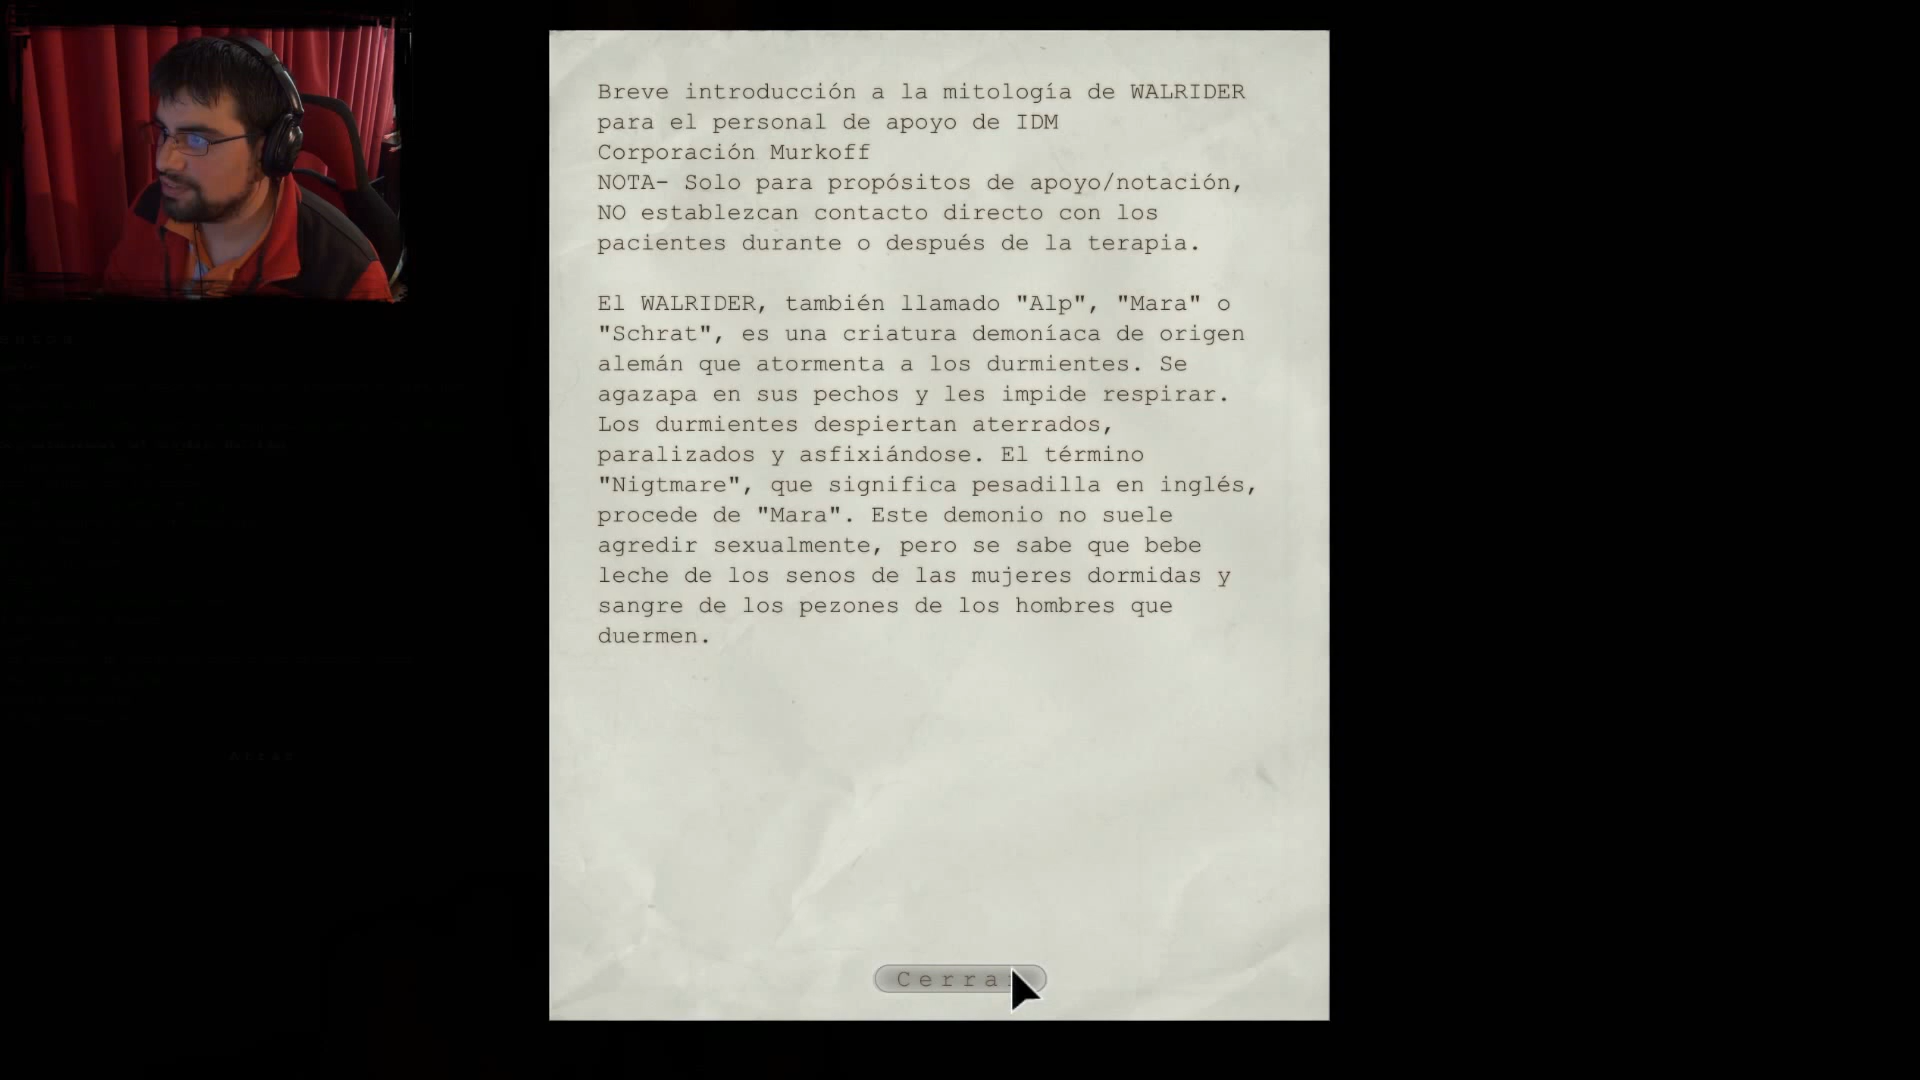 Breve introducción a la mitología de WALRIDER
para el personal de apoyo de IDM
Corporación Murkoff
NOTA- Solo para propósitos de apoyo/notación,
NO establezcan contacto directo con los
pacientes durante o después de la terapia.
El WALRIDER, también llamado "Alp", "Mara" o
"Schrat", es una criatura demoníaca de origen
alemán que atormenta a los durmientes. Se
agazapa en sus pechos y les impide respirar.
Los durmientes despiertan aterrados,
paralizados y asfixiándose. El término
"Nigtmare", que significa pesadilla en inglés,
procede de "Mara". Este demonio no suele
agredir sexualmente, pero se sabe que bebe
leche de los senos de las mujeres dormidas y
sangre de los pezones de los hombres que
duermen.
Atrás